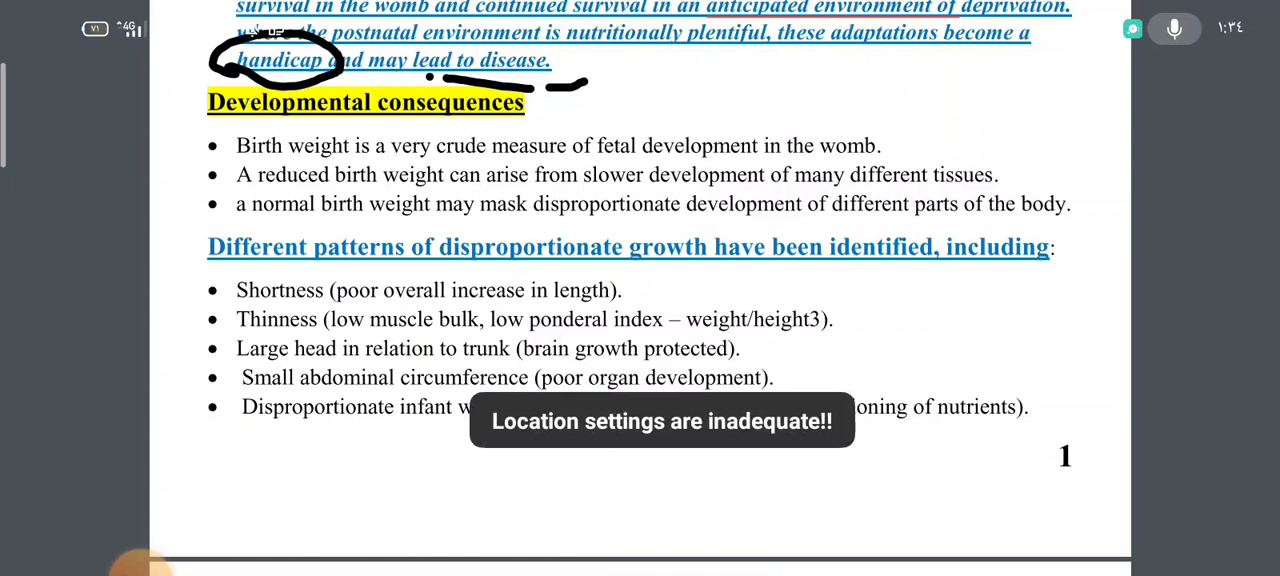 survival in the womb and continued survival in an anticipated environment of deprivation.
the postnatal environment is nutritionally plentiful, these adaptations become a
handicap and may lead to disease.
Developmental consequences
• Birth weight is a very crude measure of fetal development in the womb.
• A reduced birth weight can arise from slower development of many different tissues.
• a normal birth weight may mask disproportionate development of different parts of the body.
Different patterns of disproportionate growth have been identified, including:
• Shortness (poor overall increase in length).
• Thinness (low muscle bulk, low ponderal index – weight/height3).
• Large head in relation to trunk (brain growth protected).
• Small abdominal circumference (poor organ development).
• Disproportionate infant oning of nutrients).
Location settings are inadequate!!
1
٧١
4G
١:٣٤